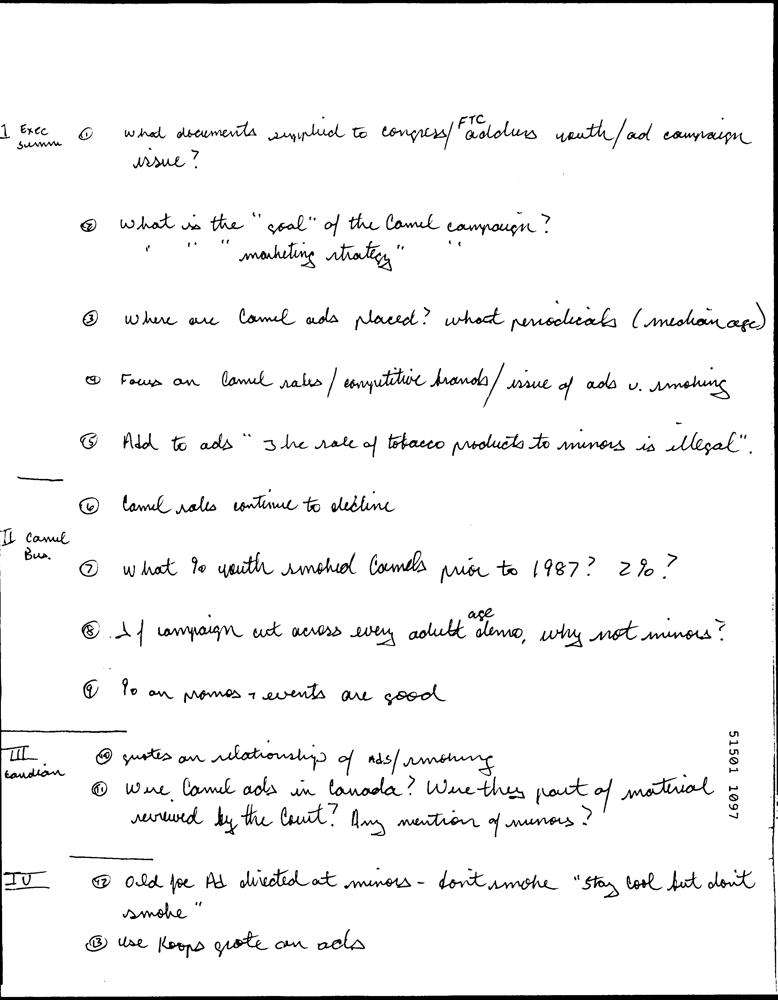 I Exec Summ ① What documents supplied to congress/FTC address youth/ad campaign
issue?
② What is the "goal" of the Camel campaign?
" " " "marketing strategy" "
③ Where are Camel ads placed? what periodicals (median age)
④ Focus on Camel sales/competitive brands/issue of ads v. smoking
⑤ Add to ads "The sale of tobacco products to minors is illegal".
⑥ Camel sales continue to decline
II Camel Bus.
⑦ What % youth smoked Camels prior to 1987? 2%?
⑧ If campaign cut across every adult age demo, why not minors?
⑨ % on promos + events are good
III Candian ⑩ quotes on relationship of Ads/smoking
⑪ Were Camel ads in Canada? Were they part of material
reviewed by the Court? Any mention of minors?
IV ⑫ Old Joe Ad directed at minors - don't smoke "Stay Cool but don't
smoke"
⑬ Use Koops quote on ads
51501 1097